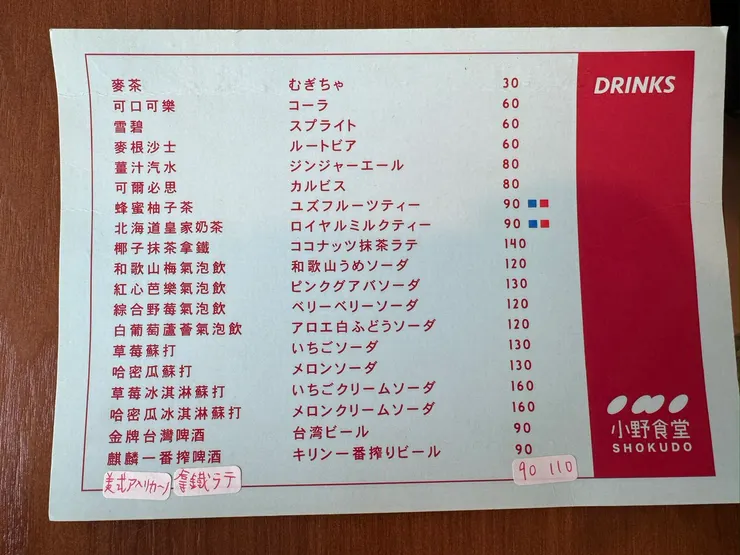 麥茶 むぎちゃ 30
可口可樂 コーラ 60
雪碧 スプライト 60
麥根沙士 ルートビア 60
薑汁汽水 ジンジャーエール 80
可爾必思 カルピス 80
蜂蜜柚子茶 ユズフルーツティー 90
北海道皇家奶茶 ロイヤルミルクティー 90
椰子抹茶拿鐵 ココナッツ抹茶ラテ 140
和歌山梅氣泡飲 和歌山うめソーダ 120
紅心芭樂氣泡飲 ピンクグアバソーダ 130
綜合野莓氣泡飲 ベリーベリーソーダ 120
白葡萄蘆薈氣泡飲 アロエ白ぶどうソーダ 120
草莓蘇打 いちごソーダ 130
哈密瓜蘇打 メロンソーダ 130
草莓冰淇淋蘇打 いちごクリームソーダ 160
哈密瓜冰淇淋蘇打 メロンクリームソーダ 160
金牌台灣啤酒 台湾ビール 90
麒麟一番搾啤酒 キリン一番搾りビール 90
美式アメリカーノ 拿鐵ラテ 90 110
DRINKS
小野食堂
SHOKUDO